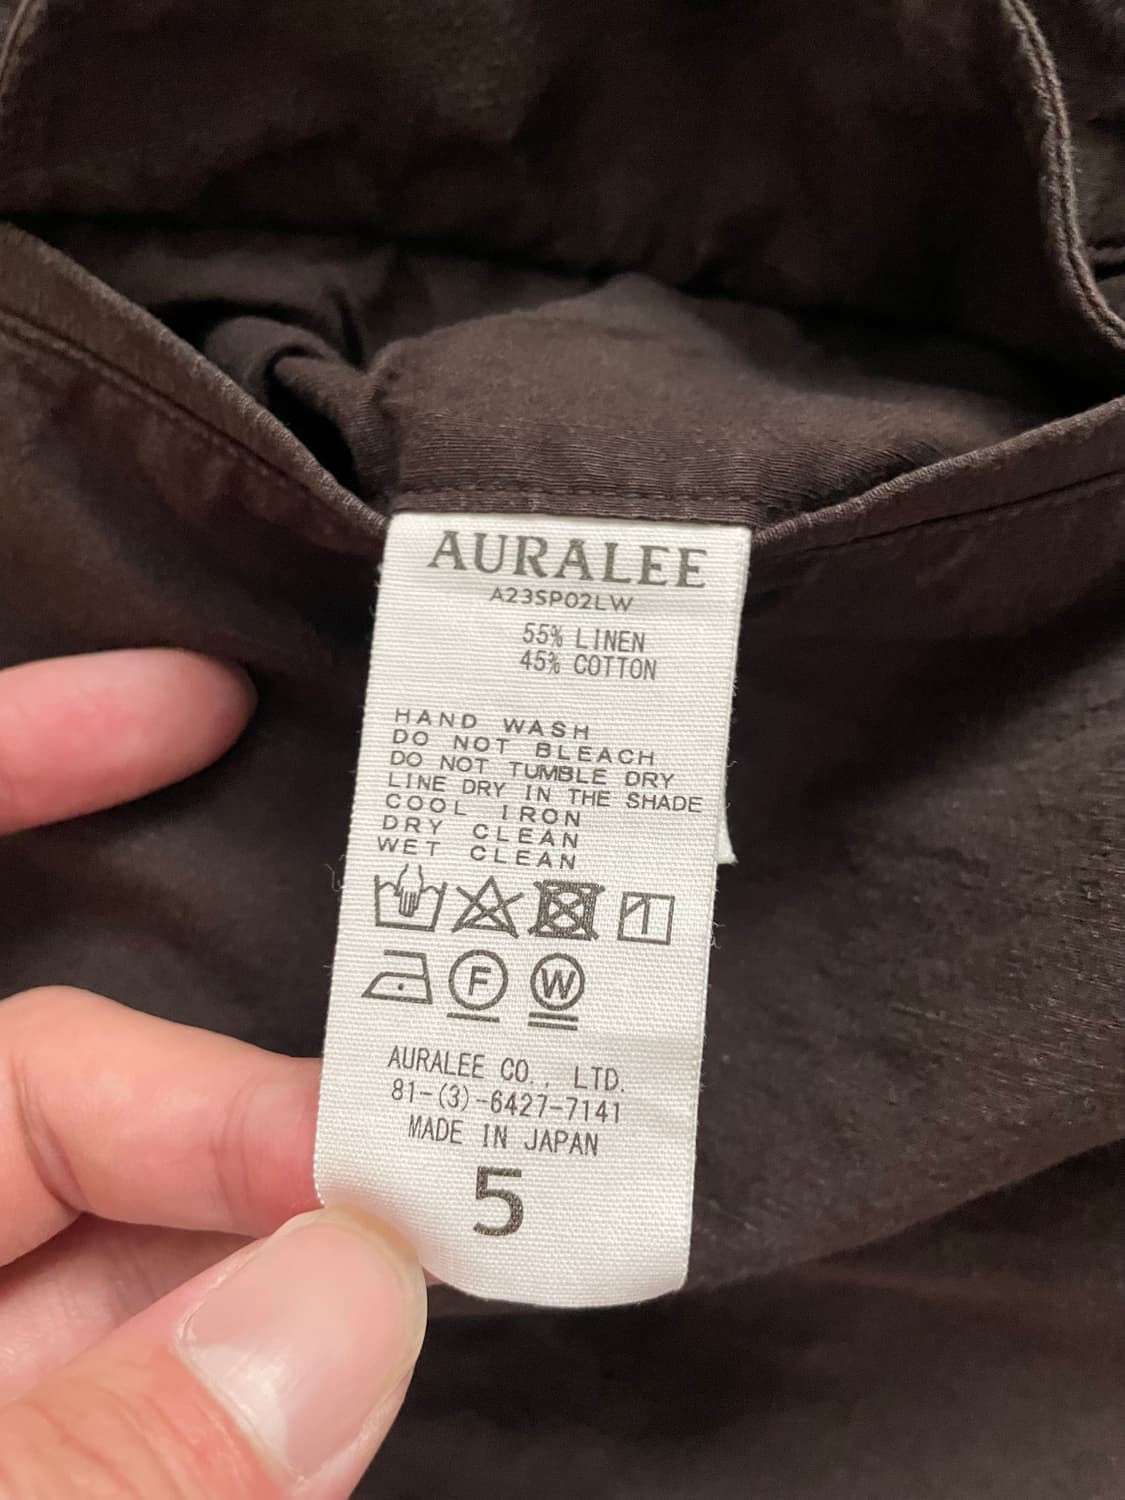 AURALEE
A23SP02LW
55% LINEN
45% COTTON
HAND WASH
DO NOT BLEACH
DO NOT TUMBLE DRY
LINE DRY IN THE SHADE
COOL IRON
DRY CLEAN
WET CLEAN
F W
AURALEE CO., LTD.
81-(3)-6427-7141
MADE IN JAPAN
5